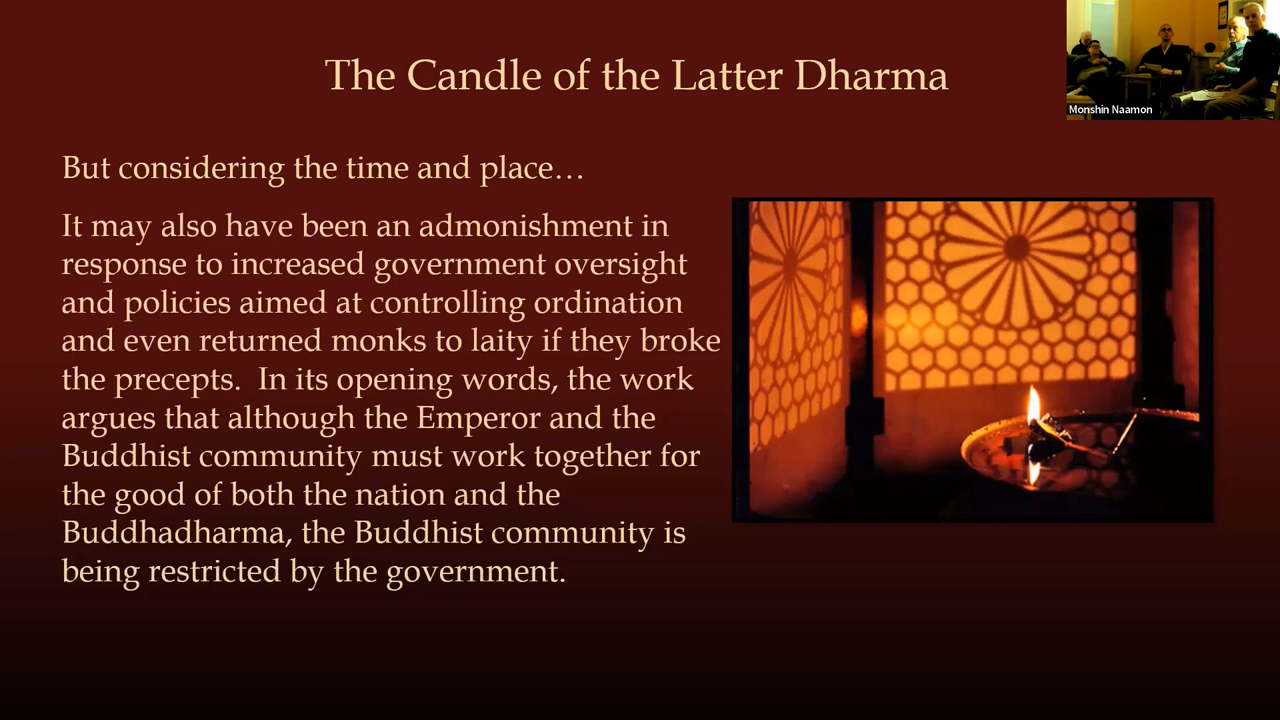 The Candle of the Latter Dharma
Monshin Naamon
But considering the time and place…
It may also have been an admonishment in
response to increased government oversight
and policies aimed at controlling ordination
and even returned monks to laity if they broke
the precepts.  In its opening words, the work
argues that although the Emperor and the
Buddhist community must work together for
the good of both the nation and the
Buddhadharma, the Buddhist community is
being restricted by the government.